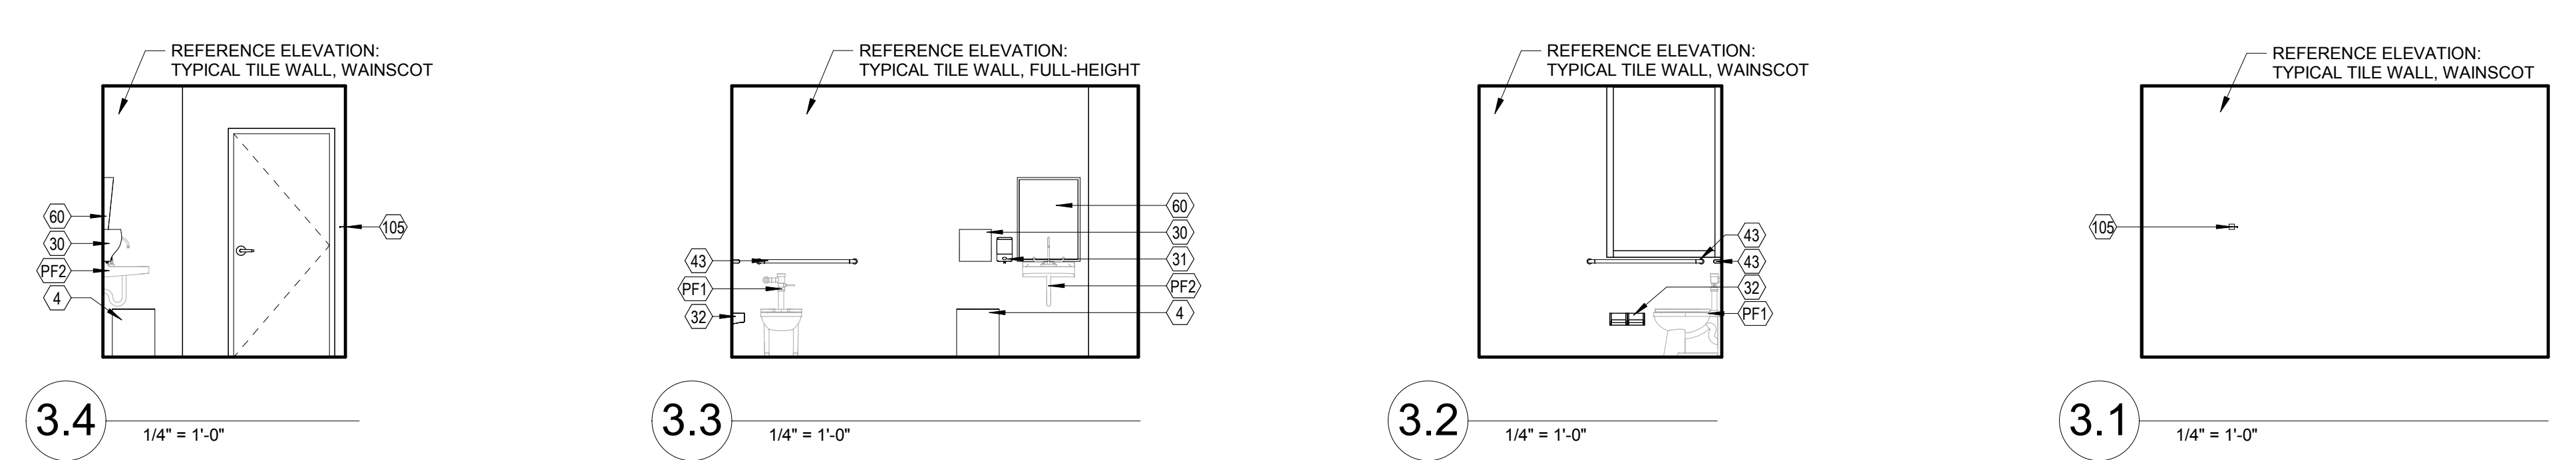 REFERENCE ELEVATION:
TYPICAL TILE WALL, WAINSCOT
60
30
PF2
4
105
3.4
1/4" = 1'-0"
REFERENCE ELEVATION:
TYPICAL TILE WALL, FULL-HEIGHT
43
PF1
32
60
30
31
PF2
4
3.3
1/4" = 1'-0"
REFERENCE ELEVATION:
TYPICAL TILE WALL, WAINSCOT
43
43
32
PF1
3.2
1/4" = 1'-0"
REFERENCE ELEVATION:
TYPICAL TILE WALL, WAINSCOT
105
3.1
1/4" = 1'-0"